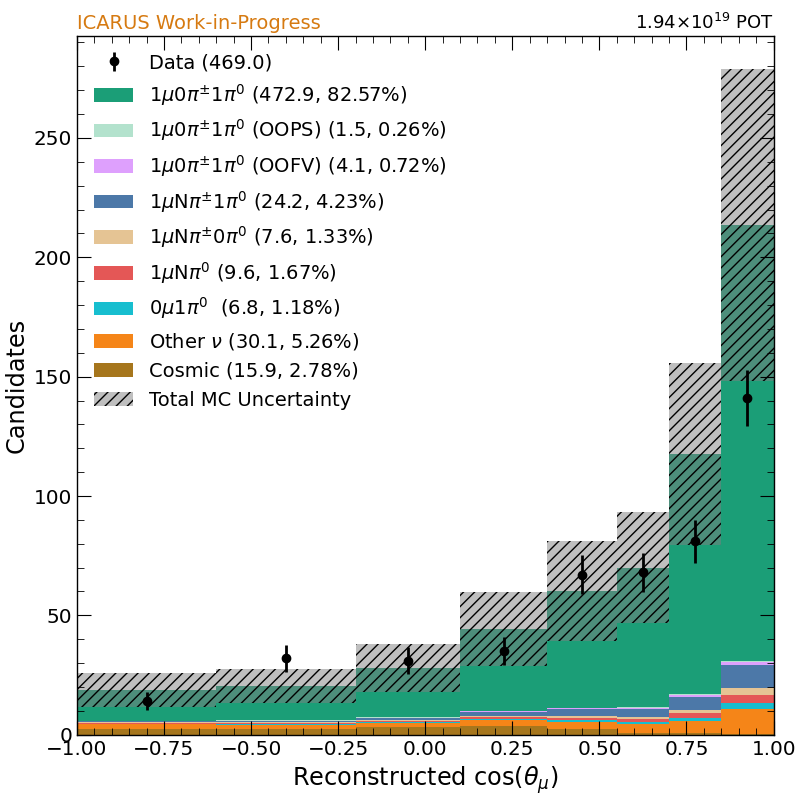 ICARUS Work-in-Progress
1.94×10¹⁹ POT
Data (469.0)
1μ0π±1π⁰ (472.9, 82.57%)
1μ0π±1π⁰ (OOPS) (1.5, 0.26%)
1μ0π±1π⁰ (OOFV) (4.1, 0.72%)
1μNπ±1π⁰ (24.2, 4.23%)
1μNπ±0π⁰ (7.6, 1.33%)
1μNπ⁰ (9.6, 1.67%)
0μ1π⁰ (6.8, 1.18%)
Other ν (30.1, 5.26%)
Cosmic (15.9, 2.78%)
Total MC Uncertainty
Candidates
250
200
150
100
50
0
−1.00 −0.75 −0.50 −0.25 0.00 0.25 0.50 0.75 1.00
Reconstructed cos(θμ)